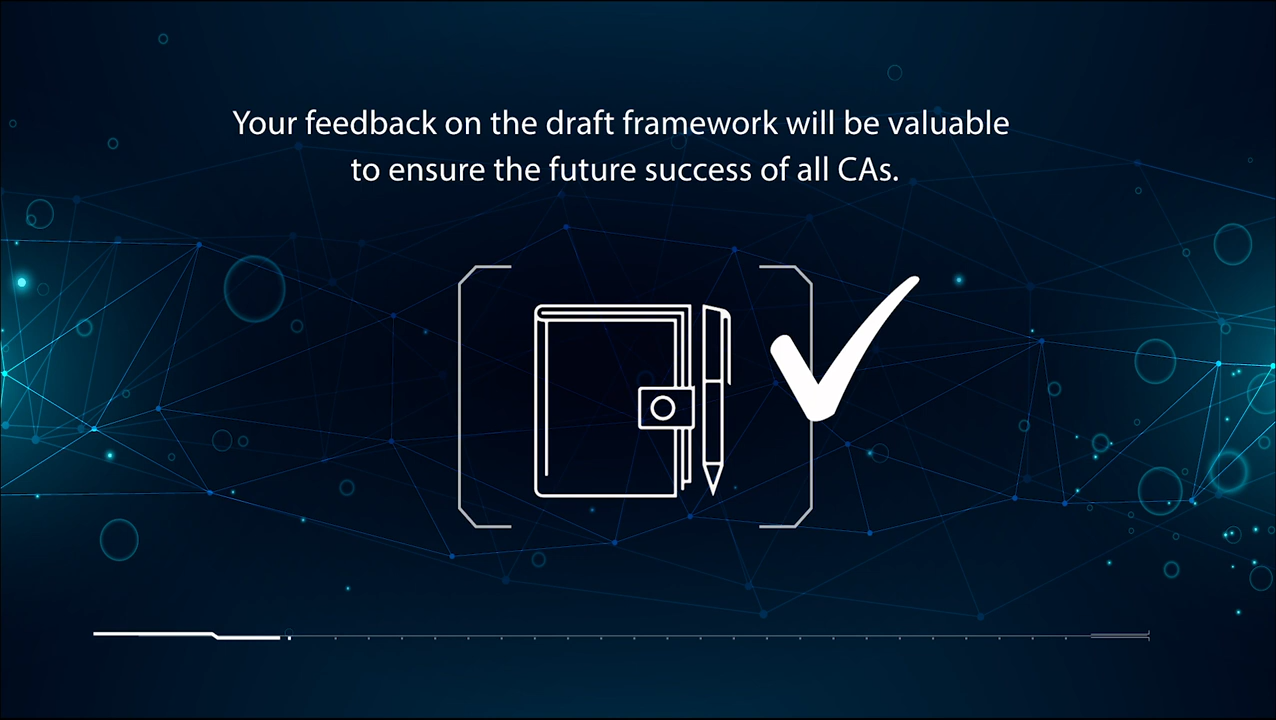 Your feedback on the draft framework will be valuable
to ensure the future success of all CAs.